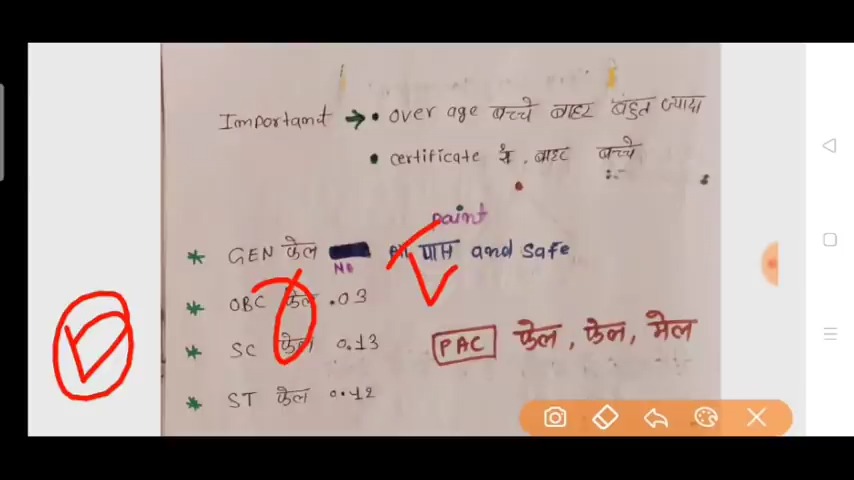 Important → • over age बच्चे बाहर बहुत ज्यादा
• certificate से . बाहर बच्चे
paint
* GEN फेल पास and safe
No
* OBC फेल .03
* SC फेल 0.13
PAC फेल, फेल, मेल
* ST फेल 0.12